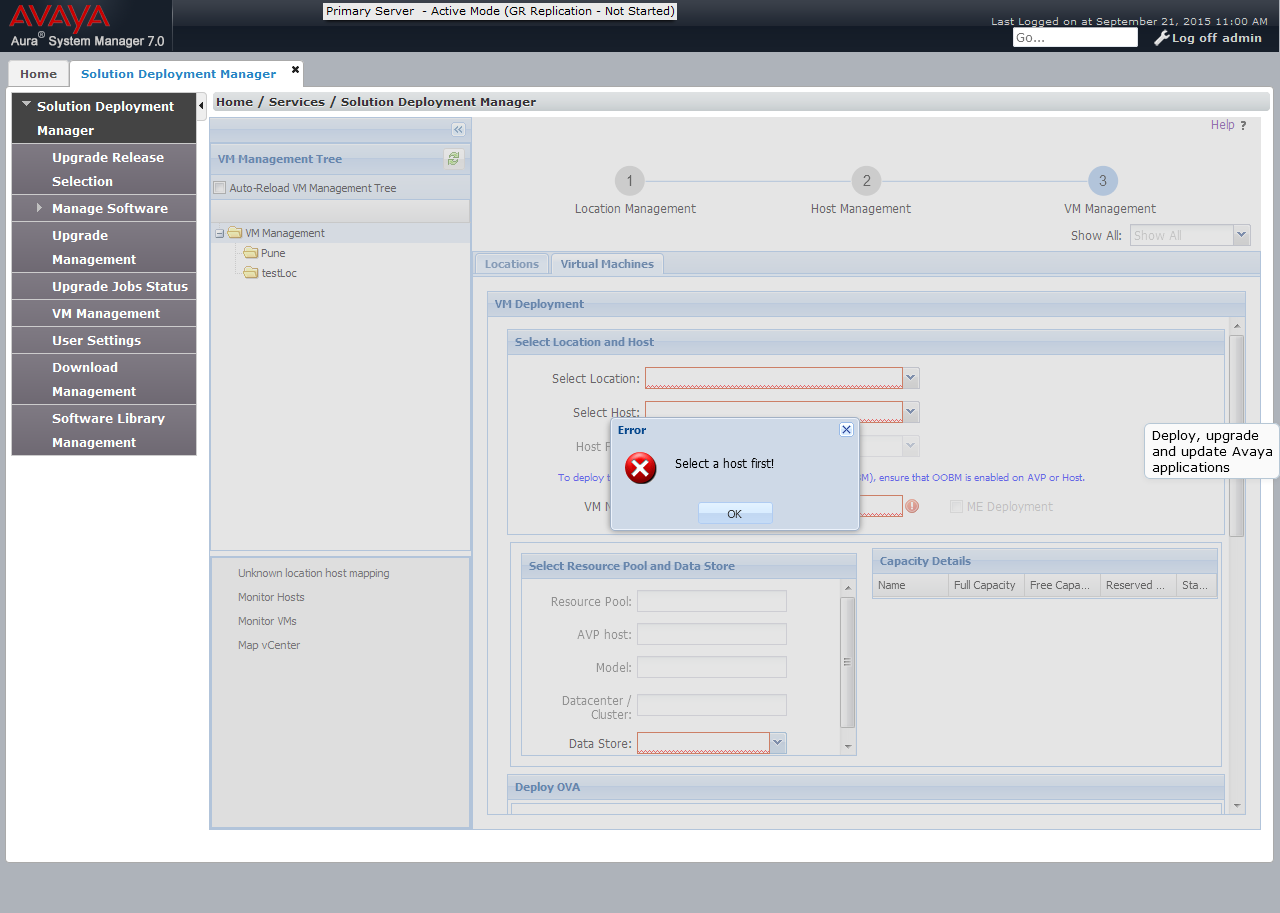 AVAYA
Aura® System Manager 7.0
Primary Server - Active Mode (GR Replication - Not Started)
Last Logged on at September 21, 2015 11:00 AM
Go...
Log off admin
Home
Solution Deployment Manager
Solution Deployment
Manager
Upgrade Release
Selection
Manage Software
Upgrade
Management
Upgrade Jobs Status
VM Management
User Settings
Download
Management
Software Library
Management
Home / Services / Solution Deployment Manager
Help ?
VM Management Tree
Auto-Reload VM Management Tree
VM Management
Pune
testLoc
Unknown location host mapping
Monitor Hosts
Monitor VMs
Map vCenter
1
2
3
Location Management
Host Management
VM Management
Show All: Show All
Locations
Virtual Machines
VM Deployment
Select Location and Host
Select Location:
Select Host:
Host F
To deploy t
M), ensure that OOBM is enabled on AVP or Host.
VM N
ME Deployment
Error
Select a host first!
OK
Deploy, upgrade
and update Avaya
applications
Select Resource Pool and Data Store
Resource Pool:
AVP host:
Model:
Datacenter /
Cluster:
Data Store:
Capacity Details
Name Full Capacity Free Capa... Reserved ... Sta...
Deploy OVA